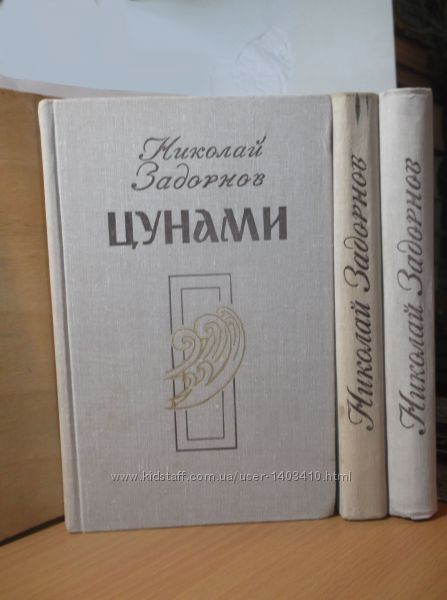 Николай
Задорнов
ЦУНАМИ
Николай Задорнов
Николай Задорнов
www.kidstaff.com.ua/user-1403410.html